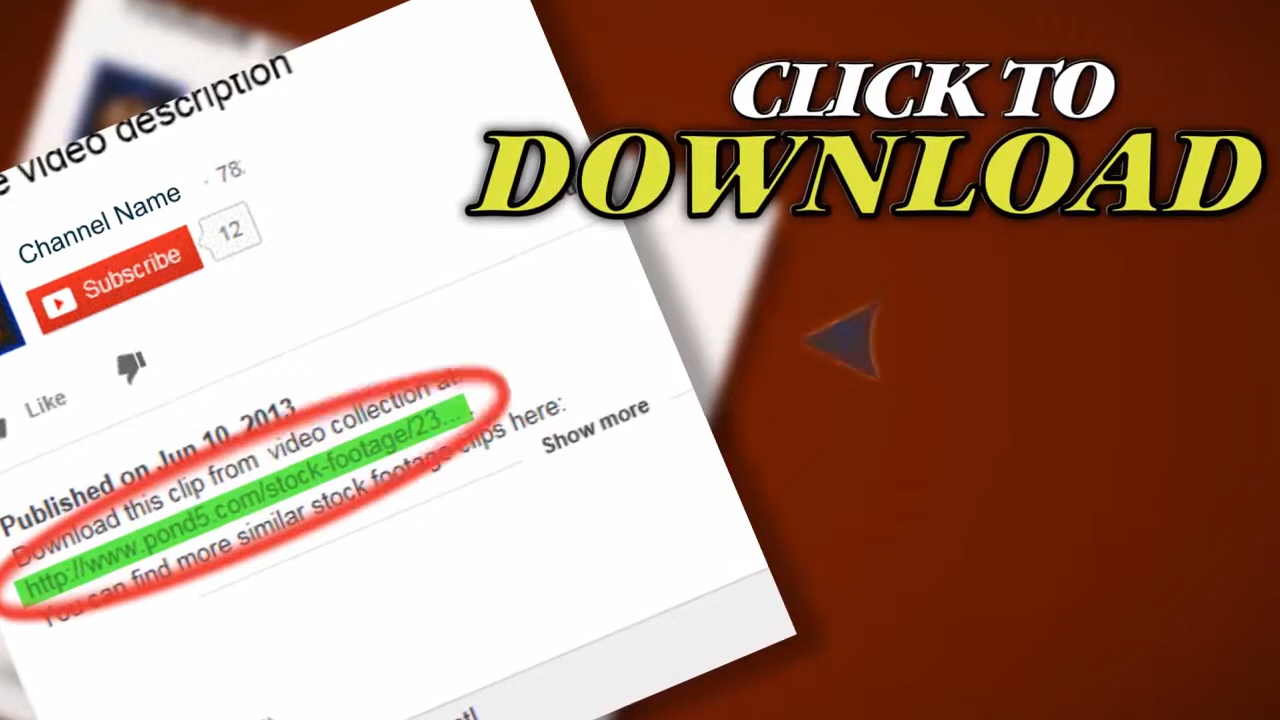 CLICK TO
DOWNLOAD
video description
Channel Name
78
Subscribe
12
Like
Published on Jun 10, 2013
Download this clip from video collection at
http://www.pond5.com/stock-footage/23...
You can find more similar stock footage clips here:
Show more